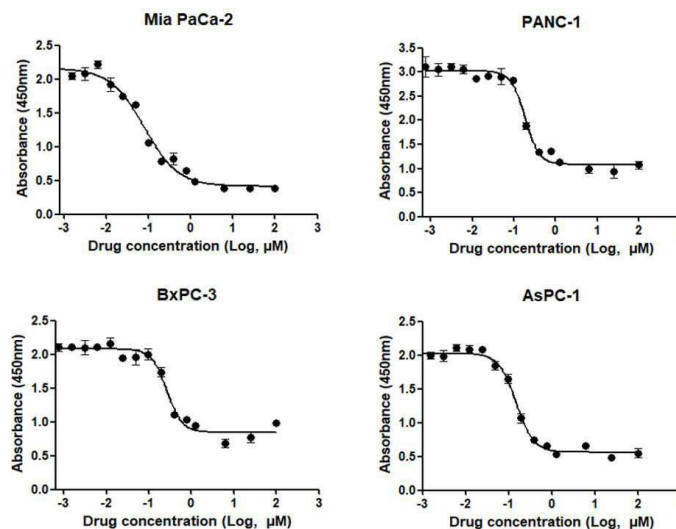 Mia PaCa-2
Absorbance (450nm)
2.5
2.0
1.5
1.0
0.5
0.0
-3 -2 -1 0 1 2 3
Drug concentration (Log, µM)
PANC-1
Absorbance (450nm)
3.5
3.0
2.5
2.0
1.5
1.0
0.5
0.0
-3 -2 -1 0 1 2 3
Drug concentration (Log, µM)
BxPC-3
Absorbance (450nm)
2.5
2.0
1.5
1.0
0.5
0.0
-3 -2 -1 0 1 2 3
Drug concentration (Log, µM)
AsPC-1
Absorbance (450nm)
2.5
2.0
1.5
1.0
0.5
0.0
-3 -2 -1 0 1 2 3
Drug concentration (Log, µM)